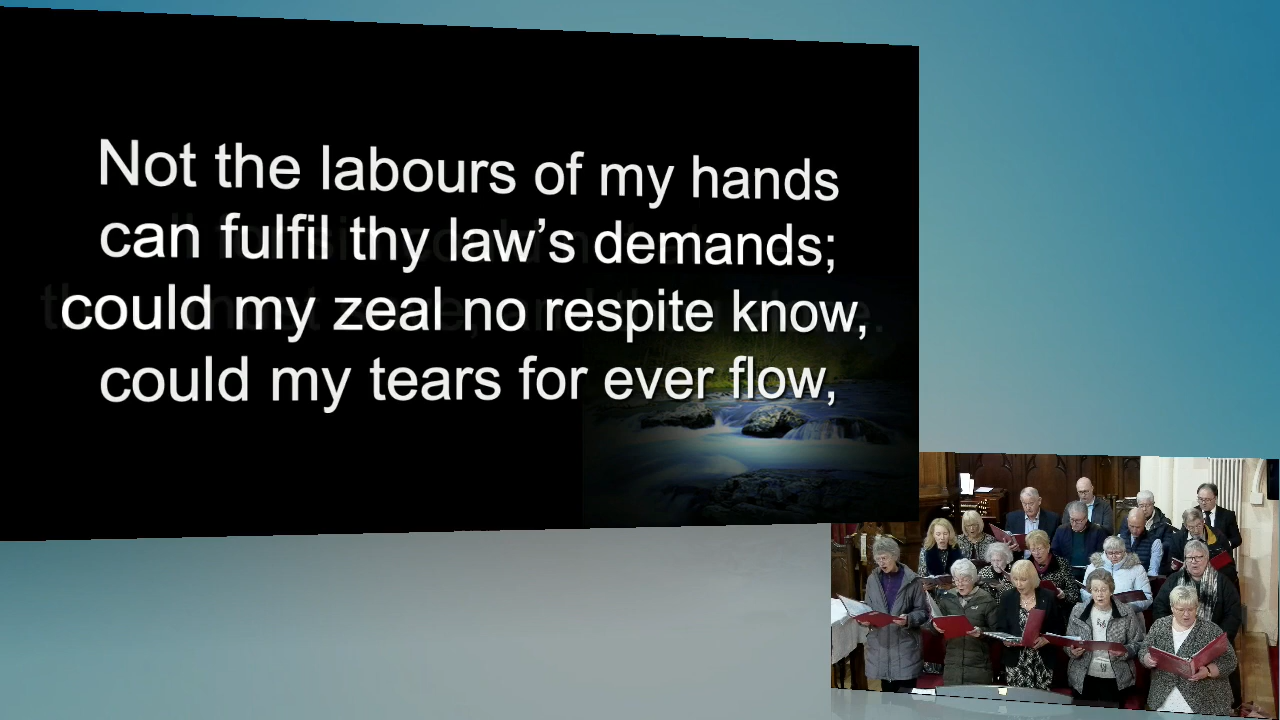 Not the labours of my hands
can fulfil thy law’s demands;
could my zeal no respite know,
could my tears for ever flow,